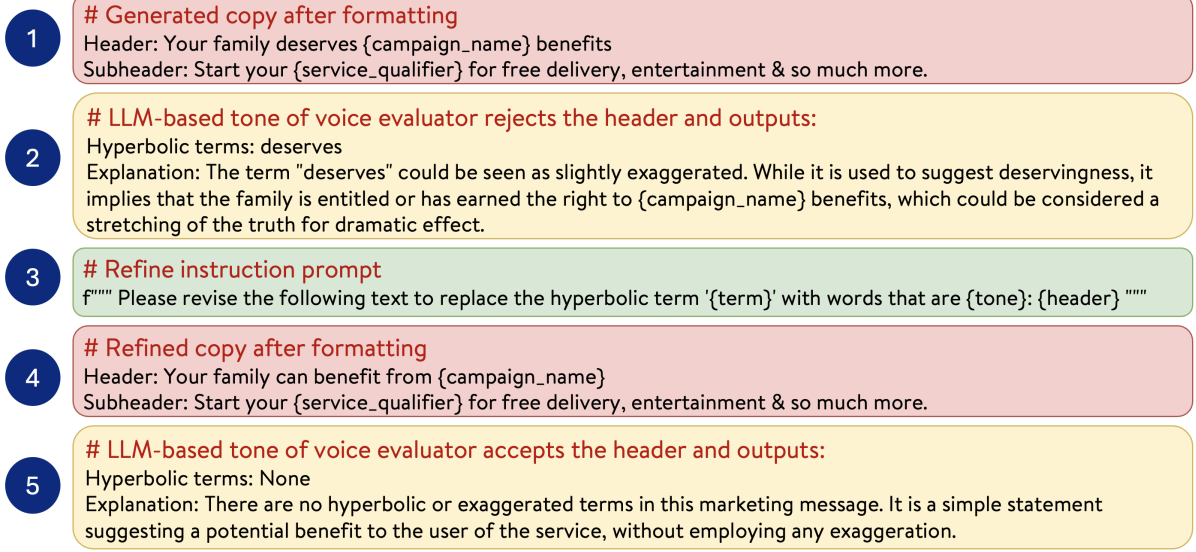 1
# Generated copy after formatting
Header: Your family deserves {campaign_name} benefits
Subheader: Start your {service_qualifier} for free delivery, entertainment & so much more.
2
# LLM-based tone of voice evaluator rejects the header and outputs:
Hyperbolic terms: deserves
Explanation: The term "deserves" could be seen as slightly exaggerated. While it is used to suggest deservingness, it
implies that the family is entitled or has earned the right to {campaign_name} benefits, which could be considered a
stretching of the truth for dramatic effect.
3
# Refine instruction prompt
f""" Please revise the following text to replace the hyperbolic term '{term}' with words that are {tone}: {header} """
4
# Refined copy after formatting
Header: Your family can benefit from {campaign_name}
Subheader: Start your {service_qualifier} for free delivery, entertainment & so much more.
5
# LLM-based tone of voice evaluator accepts the header and outputs:
Hyperbolic terms: None
Explanation: There are no hyperbolic or exaggerated terms in this marketing message. It is a simple statement
suggesting a potential benefit to the user of the service, without employing any exaggeration.